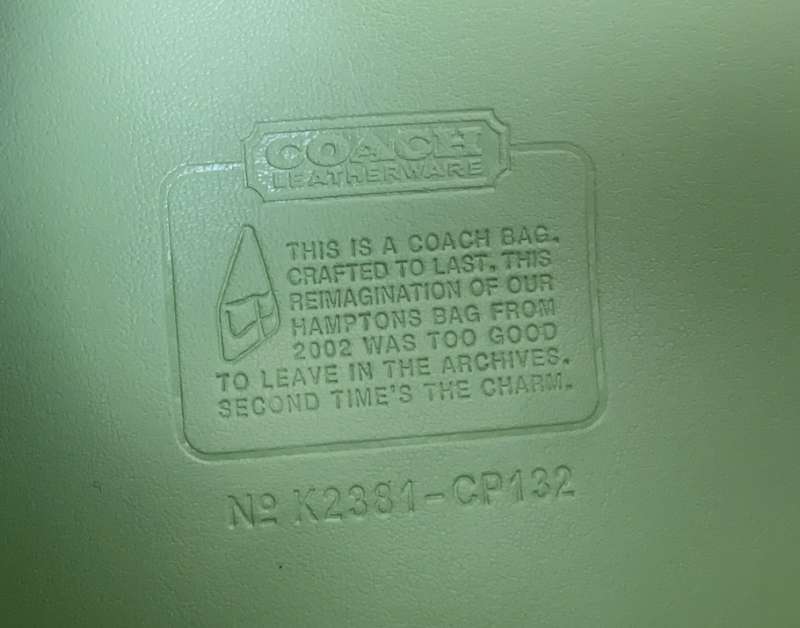 COACH
LEATHERWARE
THIS IS A COACH BAG.
CRAFTED TO LAST, THIS
REIMAGINATION OF OUR
HAMPTONS BAG FROM
2002 WAS TOO GOOD
TO LEAVE IN THE ARCHIVES.
SECOND TIME'S THE CHARM.
Nº K2381-CP132